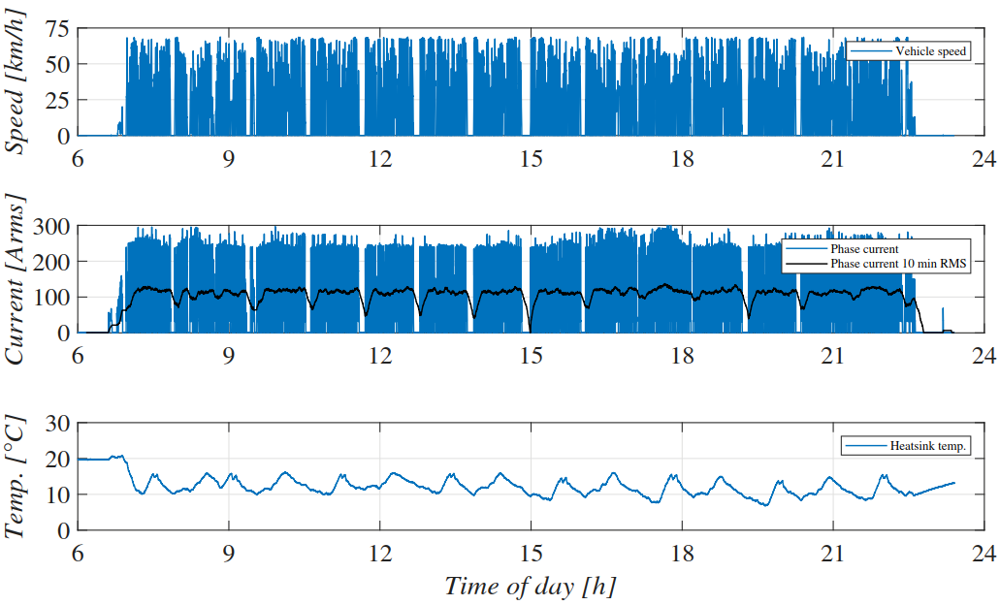 Speed [km/h]
75
50
25
0
Vehicle speed
6 9 12 15 18 21 24
Current [Arms]
300
200
100
0
Phase current
Phase current 10 min RMS
6 9 12 15 18 21 24
Temp. [°C]
30
20
10
0
Heatsink temp.
6 9 12 15 18 21 24
Time of day [h]